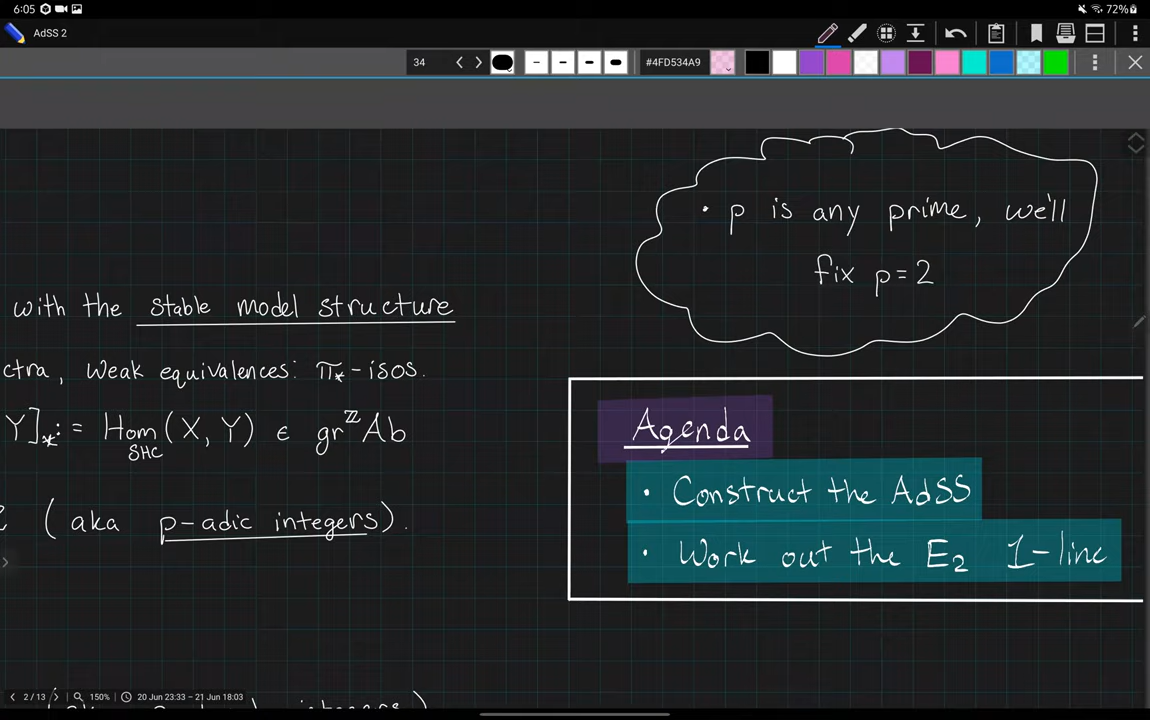 6:05
72%
AdSS 2
34
#4FD534A9
• p is any prime, we'll
fix p=2
with the stable model structure
ctra, Weak equivalences: π_* - isos.
Y]_* := Hom_SHC (X, Y) ∈ gr^ℤ Ab
(aka p-adic integers).
Agenda
• Construct the AdSS
• Work out the E₂ 1-line
2 / 13
150%
20 Jun 23:33 - 21 Jun 18:03